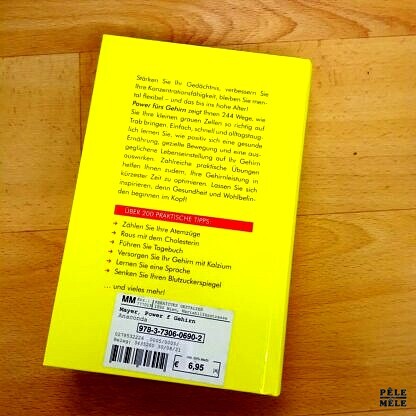 Stärken Sie Ihr Gedächtnis, verbessern Sie
Ihre Konzentrationsfähigkeit, bleiben Sie men-
tal flexibel – und das bis ins hohe Alter!
Power fürs Gehirn zeigt Ihnen 244 Wege, wie
Sie Ihre kleinen grauen Zellen so richtig auf
Trab bringen. Einfach, schnell und alltagstaug-
lich lernen Sie, wie positiv sich eine gesunde
Ernährung, gezielte Bewegung und eine aus-
geglichene Lebenseinstellung auf Ihr Gehirn
auswirken. Zahlreiche praktische Übungen
helfen Ihnen zudem, Ihre Gehirnleistung in
kürzester Zeit zu optimieren. Lassen Sie sich
inspirieren, denn Gesundheit und Wohlbefin-
den beginnen im Kopf!
ÜBER 200 PRAKTISCHE TIPPS:
→ Zählen Sie Ihre Atemzüge
→ Raus mit dem Cholesterin
→ Führen Sie Tagebuch
→ Versorgen Sie Ihr Gehirn mit Kalzium
→ Lernen Sie eine Sprache
→ Senken Sie Ihren Blutzuckerspiegel
... und vieles mehr!
MM
Mayer, Power f Gehirn
Anaconda
978-3-7306-0690-2
€ 6,95
PÊLE
MÊLE